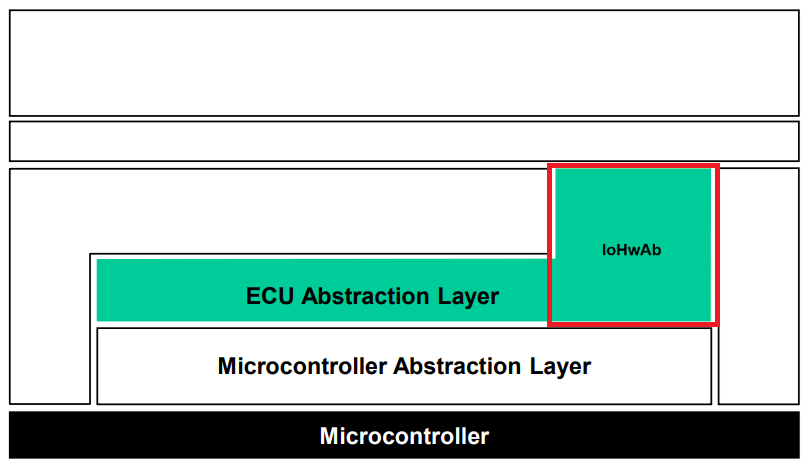 IoHwAb
ECU Abstraction Layer
Microcontroller Abstraction Layer
Microcontroller